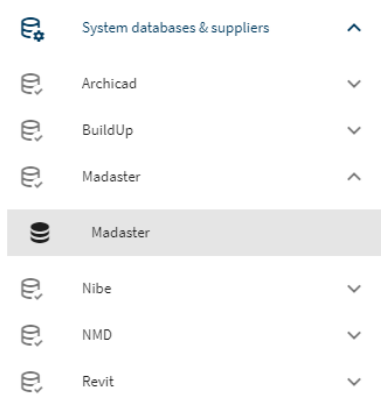 System databases & suppliers
Archicad
BuildUp
Madaster
Madaster
Nibe
NMD
Revit